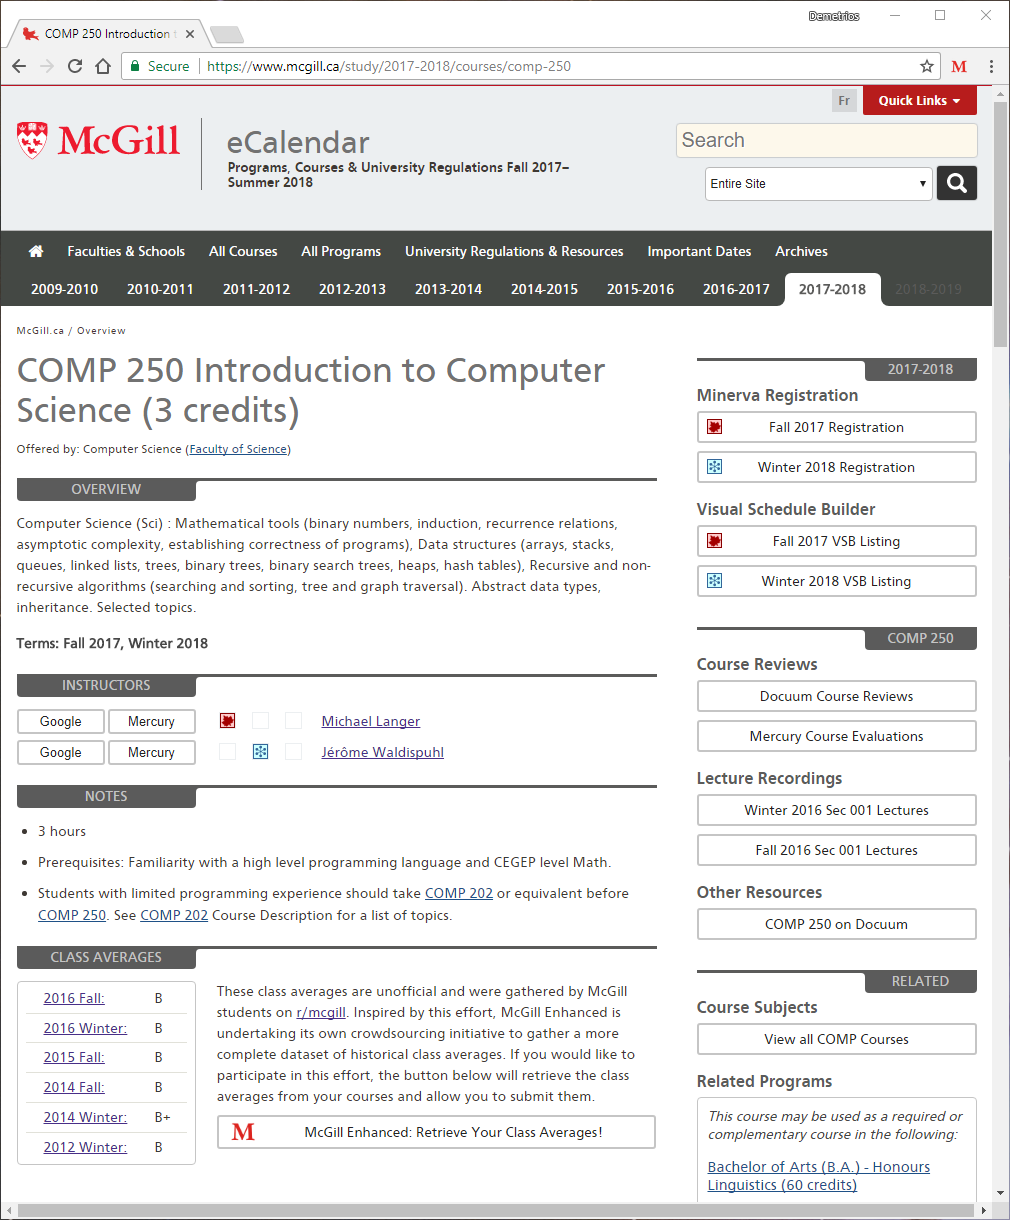 Demetrios
COMP 250 Introduction t
Secure
https://www.mcgill.ca/study/2017-2018/courses/comp-250
M
Fr
Quick Links
McGill
eCalendar
Programs, Courses & University Regulations Fall 2017–
Summer 2018
Search
Entire Site
Faculties & Schools All Courses All Programs University Regulations & Resources Important Dates Archives
2009-2010 2010-2011 2011-2012 2012-2013 2013-2014 2014-2015 2015-2016 2016-2017 2017-2018 2018-2019
McGill.ca / Overview
COMP 250 Introduction to Computer
Science (3 credits)
Offered by: Computer Science (Faculty of Science)
OVERVIEW
Computer Science (Sci) : Mathematical tools (binary numbers, induction, recurrence relations,
asymptotic complexity, establishing correctness of programs), Data structures (arrays, stacks,
queues, linked lists, trees, binary trees, binary search trees, heaps, hash tables), Recursive and non-
recursive algorithms (searching and sorting, tree and graph traversal). Abstract data types,
inheritance. Selected topics.
Terms: Fall 2017, Winter 2018
INSTRUCTORS
Google Mercury Michael Langer
Google Mercury Jérôme Waldispuhl
NOTES
• 3 hours
• Prerequisites: Familiarity with a high level programming language and CEGEP level Math.
• Students with limited programming experience should take COMP 202 or equivalent before
COMP 250. See COMP 202 Course Description for a list of topics.
CLASS AVERAGES
2016 Fall: B
2016 Winter: B
2015 Fall: B
2014 Fall: B
2014 Winter: B+
2012 Winter: B
These class averages are unofficial and were gathered by McGill
students on r/mcgill. Inspired by this effort, McGill Enhanced is
undertaking its own crowdsourcing initiative to gather a more
complete dataset of historical class averages. If you would like to
participate in this effort, the button below will retrieve the class
averages from your courses and allow you to submit them.
M McGill Enhanced: Retrieve Your Class Averages!
2017-2018
Minerva Registration
Fall 2017 Registration
Winter 2018 Registration
Visual Schedule Builder
Fall 2017 VSB Listing
Winter 2018 VSB Listing
COMP 250
Course Reviews
Docuum Course Reviews
Mercury Course Evaluations
Lecture Recordings
Winter 2016 Sec 001 Lectures
Fall 2016 Sec 001 Lectures
Other Resources
COMP 250 on Docuum
RELATED
Course Subjects
View all COMP Courses
Related Programs
This course may be used as a required or
complementary course in the following:
Bachelor of Arts (B.A.) - Honours
Linguistics (60 credits)